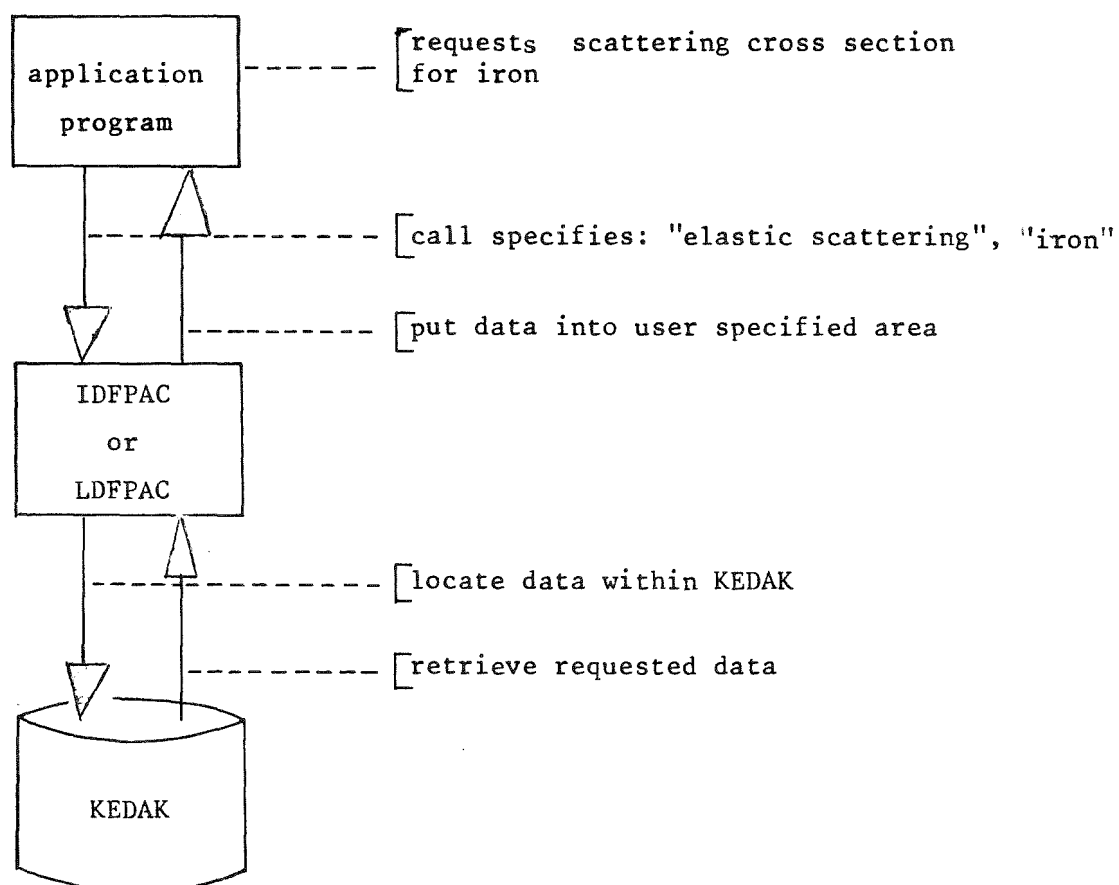 requests scattering cross section
for iron
application
program
call specifies: "elastic scattering", "iron"
put data into user specified area
IDFPAC
or
LDFPAC
locate data within KEDAK
retrieve requested data
KEDAK